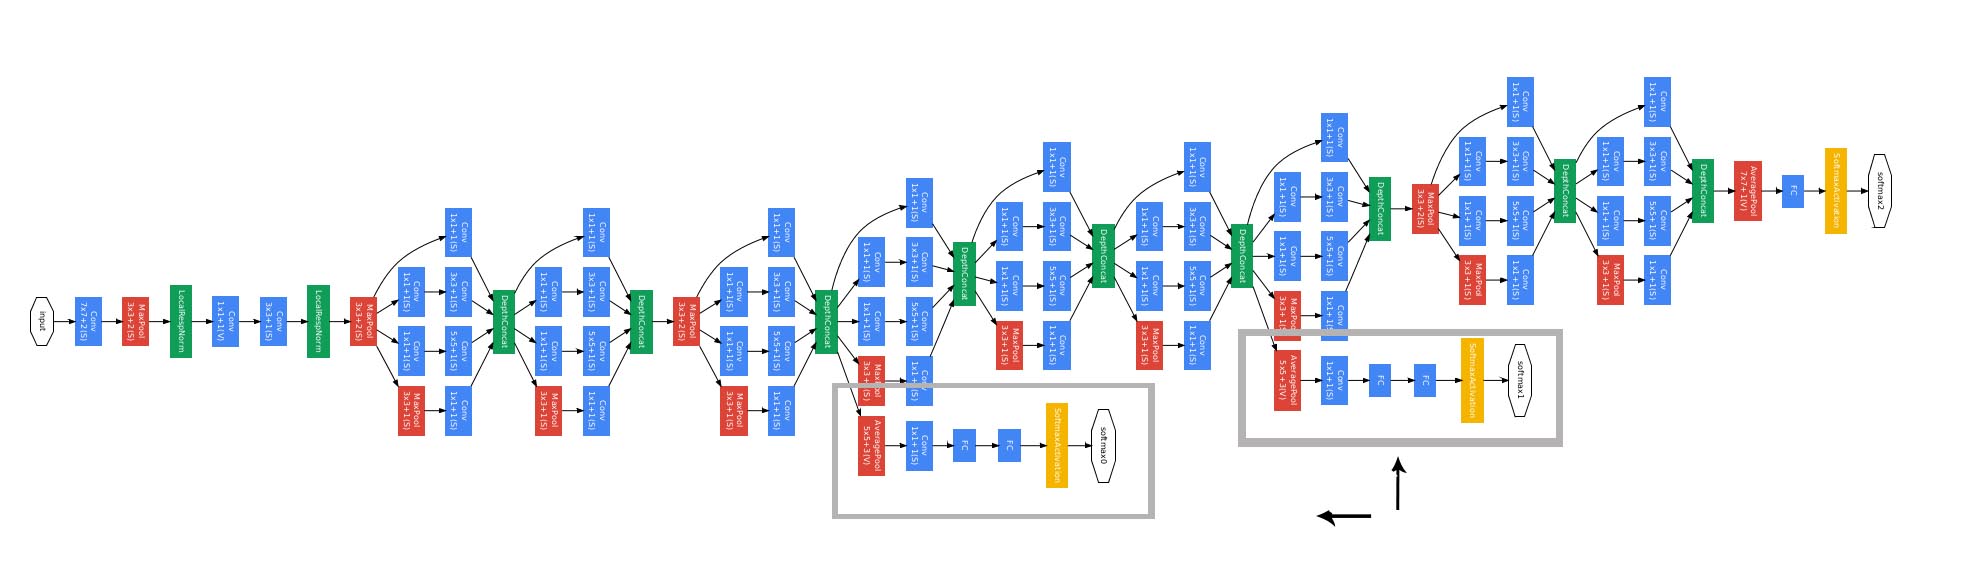 input
Conv
7x7+2(S)
MaxPool
3x3+2(S)
LocalRespNorm
Conv
1x1+1(V)
Conv
3x3+1(S)
LocalRespNorm
MaxPool
3x3+2(S)
Conv
1x1+1(S)
Conv
1x1+1(S)
MaxPool
3x3+1(S)
Conv
1x1+1(S)
Conv
3x3+1(S)
Conv
5x5+1(S)
Conv
1x1+1(S)
DepthConcat
Conv
1x1+1(S)
Conv
1x1+1(S)
MaxPool
3x3+1(S)
Conv
1x1+1(S)
Conv
3x3+1(S)
Conv
5x5+1(S)
Conv
1x1+1(S)
DepthConcat
MaxPool
3x3+2(S)
Conv
1x1+1(S)
Conv
1x1+1(S)
MaxPool
3x3+1(S)
Conv
1x1+1(S)
Conv
3x3+1(S)
Conv
5x5+1(S)
Conv
1x1+1(S)
DepthConcat
Conv
1x1+1(S)
Conv
1x1+1(S)
MaxPool
3x3+1(S)
AveragePool
5x5+3(V)
Conv
1x1+1(S)
Conv
3x3+1(S)
Conv
5x5+1(S)
Conv
1x1+1(S)
Conv
1x1+1(S)
FC
FC
SoftmaxActivation
softmax0
DepthConcat
Conv
1x1+1(S)
Conv
1x1+1(S)
MaxPool
3x3+1(S)
Conv
1x1+1(S)
Conv
3x3+1(S)
Conv
5x5+1(S)
Conv
1x1+1(S)
DepthConcat
Conv
1x1+1(S)
Conv
1x1+1(S)
MaxPool
3x3+1(S)
Conv
1x1+1(S)
Conv
3x3+1(S)
Conv
5x5+1(S)
Conv
1x1+1(S)
DepthConcat
Conv
1x1+1(S)
Conv
1x1+1(S)
MaxPool
3x3+1(S)
AveragePool
5x5+3(V)
Conv
1x1+1(S)
Conv
3x3+1(S)
Conv
5x5+1(S)
Conv
1x1+1(S)
Conv
1x1+1(S)
FC
FC
SoftmaxActivation
softmax1
DepthConcat
MaxPool
3x3+2(S)
Conv
1x1+1(S)
Conv
1x1+1(S)
MaxPool
3x3+1(S)
Conv
1x1+1(S)
Conv
3x3+1(S)
Conv
5x5+1(S)
Conv
1x1+1(S)
DepthConcat
Conv
1x1+1(S)
Conv
1x1+1(S)
MaxPool
3x3+1(S)
Conv
1x1+1(S)
Conv
3x3+1(S)
Conv
5x5+1(S)
Conv
1x1+1(S)
DepthConcat
AveragePool
7x7+1(V)
FC
SoftmaxActivation
softmax2